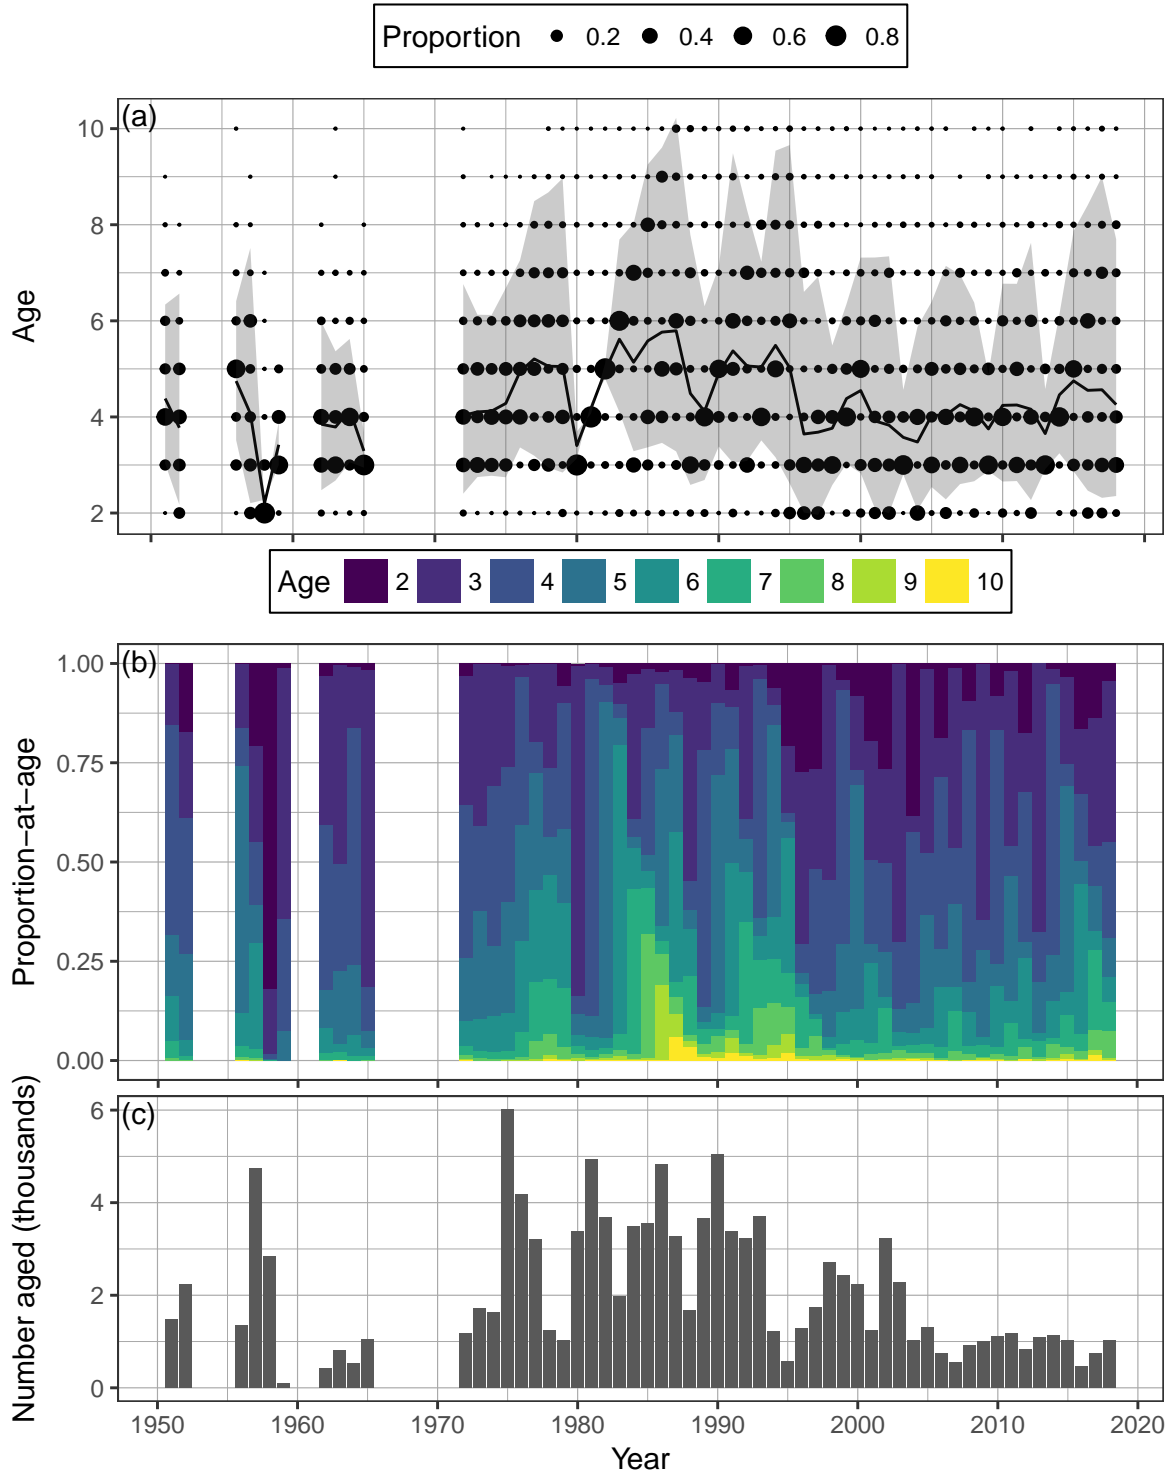 Proportion 0.2 0.4 0.6 0.8
(a)
Age
10
8
6
4
2
Age 2 3 4 5 6 7 8 9 10
(b)
Proportion−at−age
1.00
0.75
0.50
0.25
0.00
(c)
Number aged (thousands)
6
4
2
0
1950 1960 1970 1980 1990 2000 2010 2020
Year